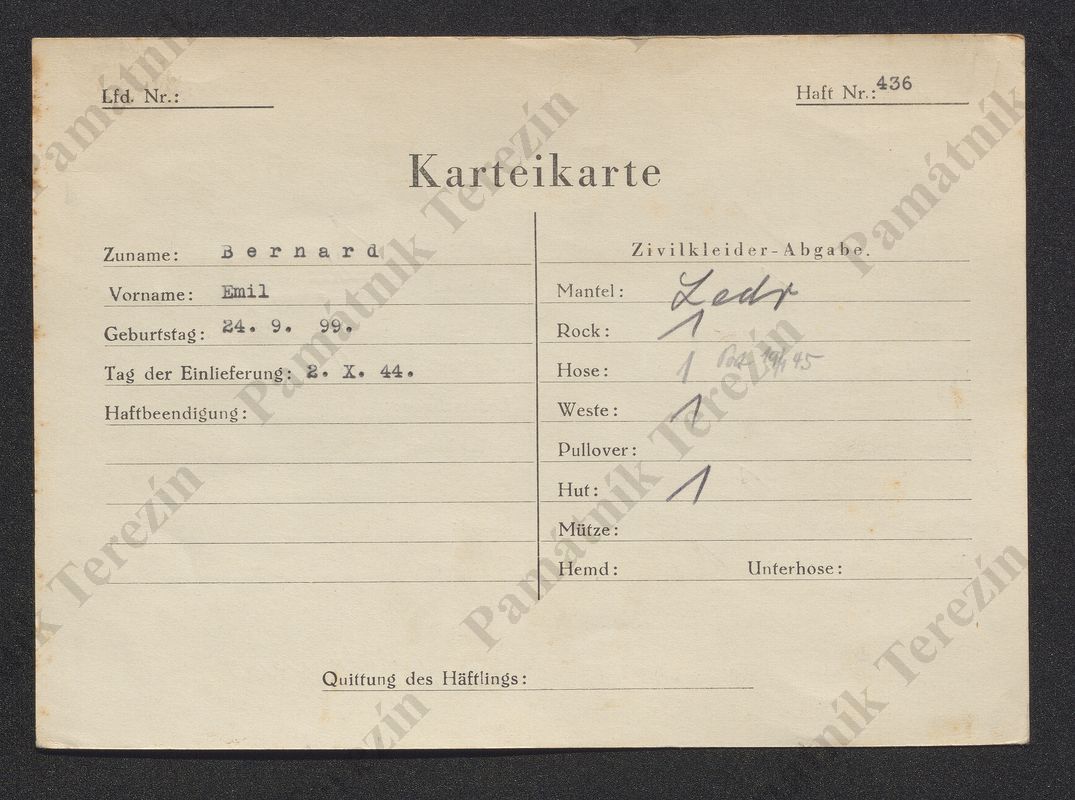 Lfd. Nr.:
Haft Nr.: 436
Karteikarte
Zuname: Bernard
Vorname: Emil
Geburtstag: 24. 9. 99.
Tag der Einlieferung: 2. X. 44.
Haftbeendigung:
Zivilkleider-Abgabe.
Mantel:
Rock: 1
Hose: 1 45
Weste: 1
Pullover:
Hut: 1
Mütze:
Hemd: Unterhose:
Quittung des Häftlings:
Památník Terezín